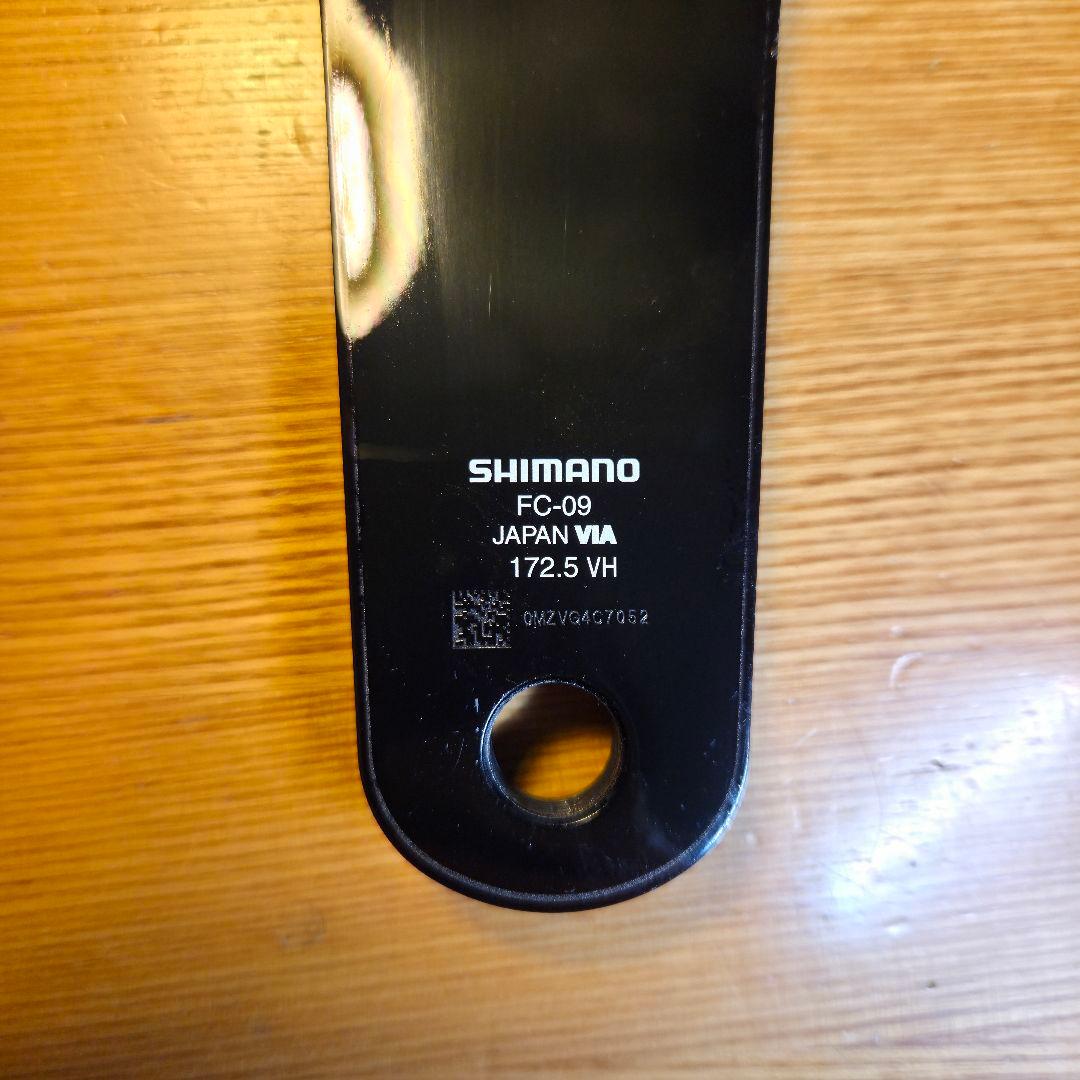 SHIMANO
FC-09
JAPAN VIA
172.5 VH
0MZVQ4C7052